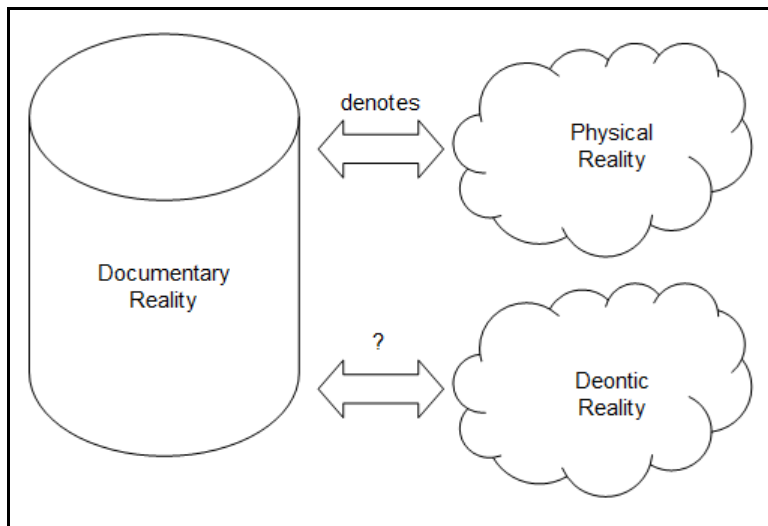 denotes
Physical
Reality
Documentary
Reality
?
Deontic
Reality